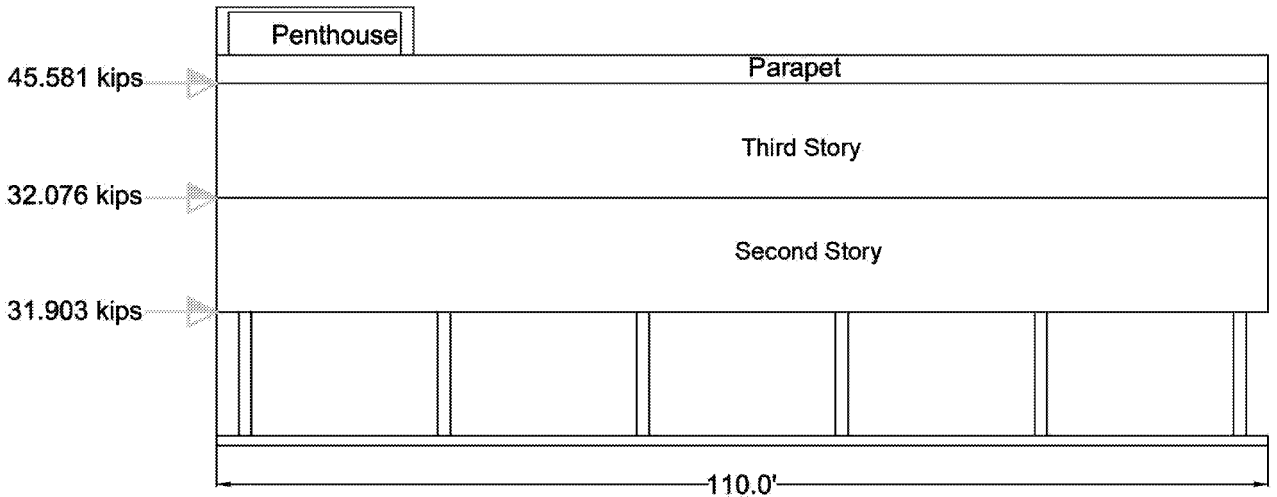 Penthouse
Parapet
45.581 kips
Third Story
32.076 kips
Second Story
31.903 kips
110.0'